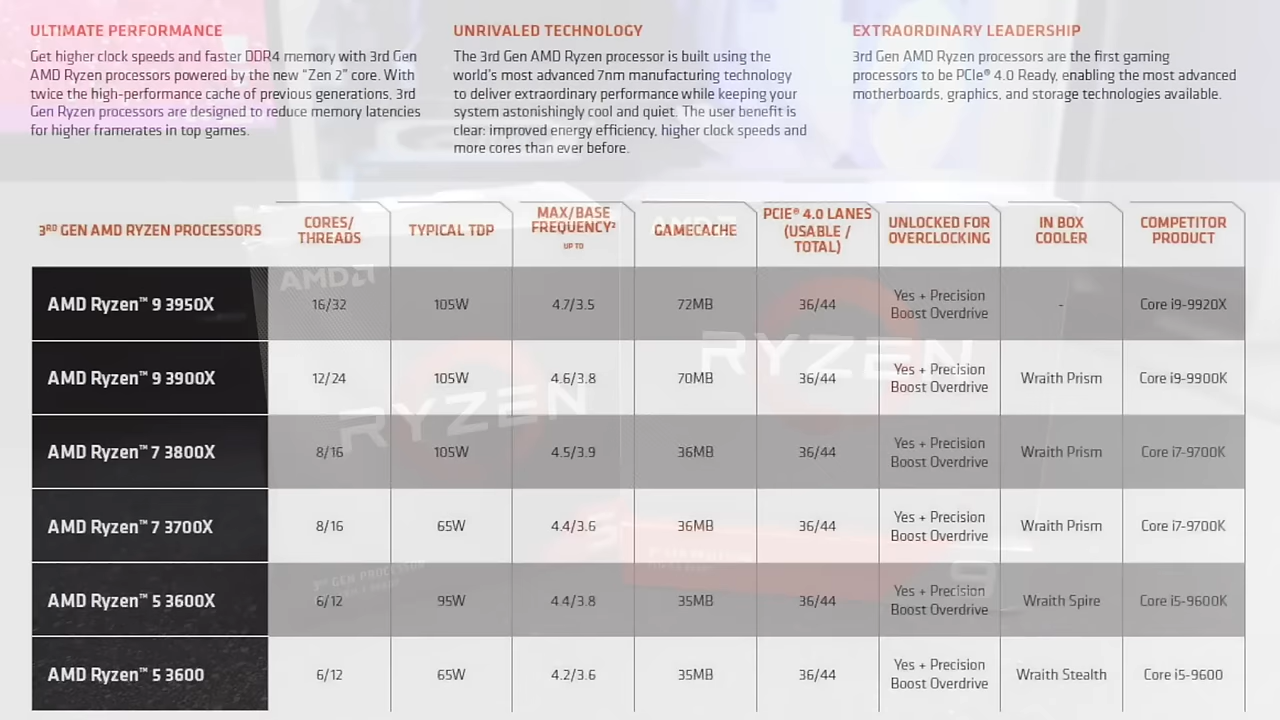 ULTIMATE PERFORMANCE
Get higher clock speeds and faster DDR4 memory with 3rd Gen
AMD Ryzen processors powered by the new “Zen 2” core. With
twice the high-performance cache of previous generations, 3rd
Gen Ryzen processors are designed to reduce memory latencies
for higher framerates in top games.
UNRIVALED TECHNOLOGY
The 3rd Gen AMD Ryzen processor is built using the
world's most advanced 7nm manufacturing technology
to deliver extraordinary performance while keeping your
system astonishingly cool and quiet. The user benefit is
clear: improved energy efficiency, higher clock speeds and
more cores than ever before.
EXTRAORDINARY LEADERSHIP
3rd Gen AMD Ryzen processors are the first gaming
processors to be PCIe® 4.0 Ready, enabling the most advanced
motherboards, graphics, and storage technologies available.
3RD GEN AMD RYZEN PROCESSORS
CORES/
THREADS
TYPICAL TDP
MAX/BASE
FREQUENCY²
UP TO
GAMECACHE
PCIE® 4.0 LANES
(USABLE /
TOTAL)
UNLOCKED FOR
OVERCLOCKING
IN BOX
COOLER
COMPETITOR
PRODUCT
AMD Ryzen™ 9 3950X
16/32
105W
4.7/3.5
72MB
36/44
Yes + Precision
Boost Overdrive
-
Core i9-9920X
AMD Ryzen™ 9 3900X
12/24
105W
4.6/3.8
70MB
36/44
Yes + Precision
Boost Overdrive
Wraith Prism
Core i9-9900K
AMD Ryzen™ 7 3800X
8/16
105W
4.5/3.9
36MB
36/44
Yes + Precision
Boost Overdrive
Wraith Prism
Core i7-9700K
AMD Ryzen™ 7 3700X
8/16
65W
4.4/3.6
36MB
36/44
Yes + Precision
Boost Overdrive
Wraith Prism
Core i7-9700K
AMD Ryzen™ 5 3600X
6/12
95W
4.4/3.8
35MB
36/44
Yes + Precision
Boost Overdrive
Wraith Spire
Core i5-9600K
AMD Ryzen™ 5 3600
6/12
65W
4.2/3.6
35MB
36/44
Yes + Precision
Boost Overdrive
Wraith Stealth
Core i5-9600
AMD
AMD
RYZEN
RYZEN
3RD GEN PROCESSOR
5
9